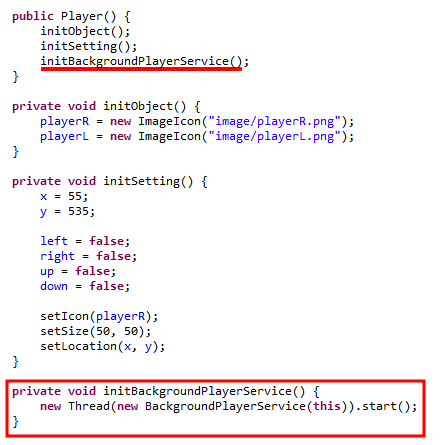 public Player() {
    initObject();
    initSetting();
    initBackgroundPlayerService();
}
private void initObject() {
    playerR = new ImageIcon("image/playerR.png");
    playerL = new ImageIcon("image/playerL.png");
}
private void initSetting() {
    x = 55;
    y = 535;
    left = false;
    right = false;
    up = false;
    down = false;
    setIcon(playerR);
    setSize(50, 50);
    setLocation(x, y);
}
private void initBackgroundPlayerService() {
    new Thread(new BackgroundPlayerService(this)).start();
}